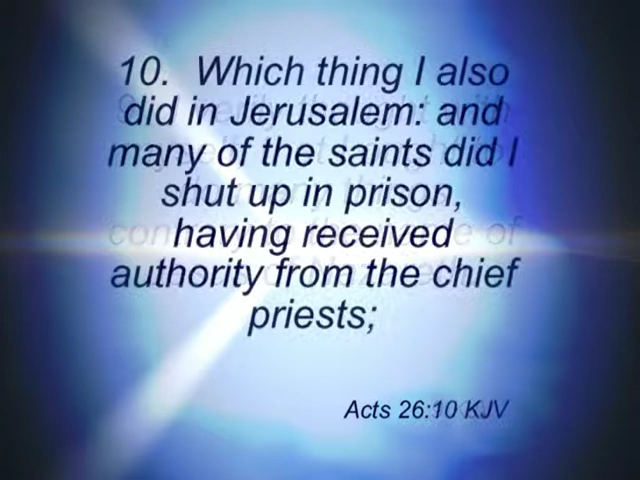 10. Which thing I also
did in Jerusalem: and
many of the saints did I
shut up in prison,
having received
authority from the chief
priests;
Acts 26:10 KJV